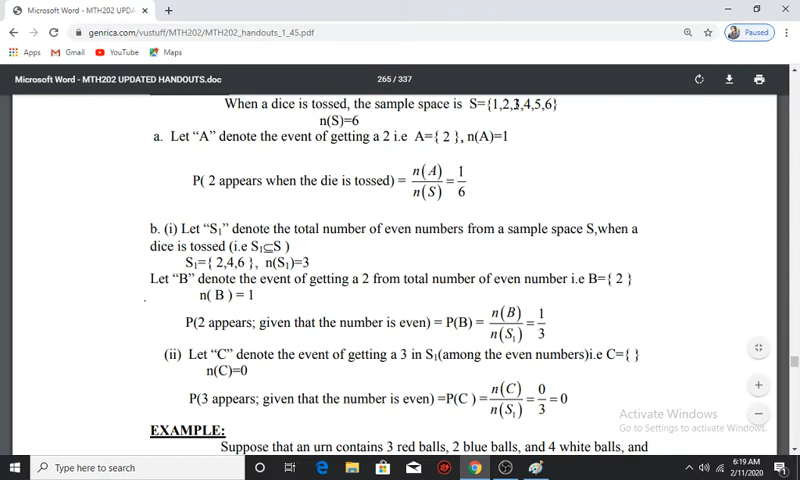 Microsoft Word - MTH202 UPDA
genrica.com/vustuff/MTH202/MTH202_handouts_1_45.pdf
Paused
Apps Gmail YouTube Maps
Microsoft Word - MTH202 UPDATED HANDOUTS.doc
265 / 337
When a dice is tossed, the sample space is S={1,2,3,4,5,6}
n(S)=6
a. Let “A” denote the event of getting a 2 i.e A={ 2 }, n(A)=1
P( 2 appears when the die is tossed) = n(A)/n(S) = 1/6
b. (i) Let “S₁” denote the total number of even numbers from a sample space S,when a
dice is tossed (i.e S₁⊆S )
S₁={ 2,4,6 }, n(S₁)=3
Let “B” denote the event of getting a 2 from total number of even number i.e B={ 2 }
n( B ) = 1
P(2 appears; given that the number is even) = P(B) = n(B)/n(S₁) = 1/3
(ii) Let “C” denote the event of getting a 3 in S₁(among the even numbers)i.e C={ }
n(C)=0
P(3 appears; given that the number is even) =P(C ) = n(C)/n(S₁) = 0/3 = 0
EXAMPLE:
Suppose that an urn contains 3 red balls, 2 blue balls, and 4 white balls, and
Activate Windows
Go to Settings to activate Windows.
Type here to search
6:19 AM
2/11/2020